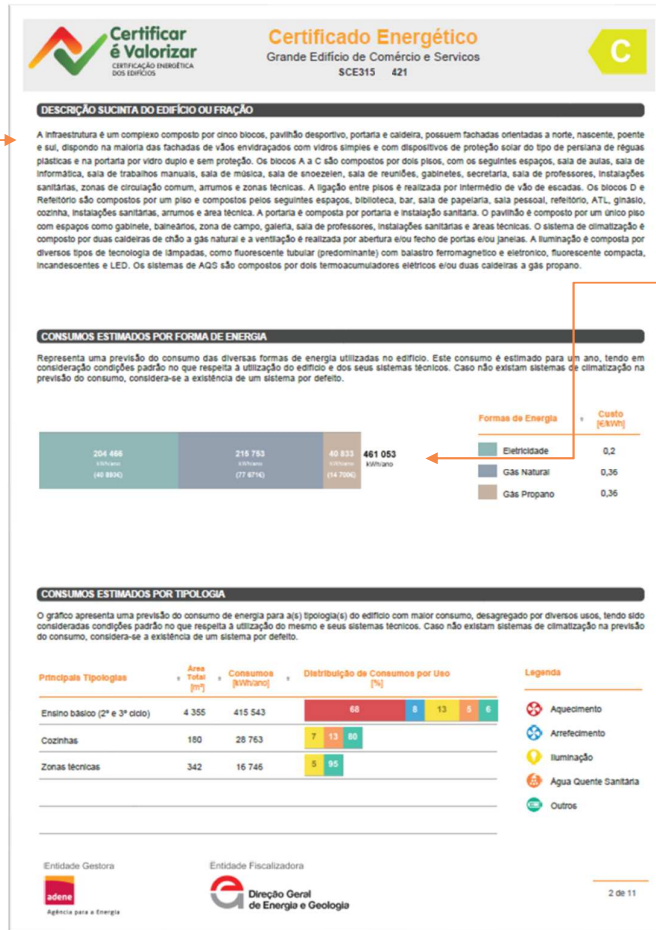 Certificar
é Valorizar
CERTIFICAÇÃO ENERGÉTICA
DOS EDIFÍCIOS
Certificado Energético
Grande Edifício de Comércio e Servicos
SCE315 421
C
DESCRIÇÃO SUCINTA DO EDIFÍCIO OU FRAÇÃO
A infraestrutura é um complexo composto por cinco blocos, pavilhão desportivo, portaria e caldeira, possuem fachadas orientadas a norte, nascente, poente
e sul, dispondo na maioria das fachadas de vãos envidraçados com vidros simples e com dispositivos de proteção solar do tipo de persiana de réguas
plásticas e na portaria por vidro duplo e sem proteção. Os blocos A a C são compostos por dois pisos, com os seguintes espaços, sala de aulas, sala de
informática, sala de trabalhos manuais, sala de música, sala de snoezelen, sala de reuniões, gabinetes, secretaria, sala de professores, instalações
sanitárias, zonas de circulação comum, arrumos e zonas técnicas. A ligação entre pisos é realizada por intermédio de vão de escadas. Os blocos D e
Refeitório são compostos por um piso e compostos pelos seguintes espaços, biblioteca, bar, sala de papelaria, sala pessoal, refeitório, ATL, ginásio,
cozinha, instalações sanitárias, arrumos e área técnica. A portaria é composta por portaria e instalação sanitária. O pavilhão é composto por um único piso
com espaços como gabinete, balneários, zona de campo, galeria, sala de professores, instalações sanitárias e áreas técnicas. O sistema de climatização é
composto por duas caldeiras de chão a gás natural e a ventilação é realizada por abertura e/ou fecho de portas e/ou janelas. A iluminação é composta por
diversos tipos de tecnologia de lâmpadas, como fluorescente tubular (predominante) com balastro ferromagnetico e eletronico, fluorescente compacta,
incandescentes e LED. Os sistemas de AQS são compostos por dois termoacumuladores elétricos e/ou duas caldeiras a gás propano.
CONSUMOS ESTIMADOS POR FORMA DE ENERGIA
Representa uma previsão do consumo das diversas formas de energia utilizadas no edifício. Este consumo é estimado para um ano, tendo em
consideração condições padrão no que respeita à utilização do edifício e dos seus sistemas técnicos. Caso não existam sistemas de climatização na
previsão do consumo, considera-se a existência de um sistema por defeito.
Formas de Energia Custo
[€/kWh]
204 466 215 753 40 833 461 053
kWh/ano kWh/ano kWh/ano kWh/ano
(40 893€) (77 671€) (14 700€)
Eletricidade 0,2
Gás Natural 0,36
Gás Propano 0,36
CONSUMOS ESTIMADOS POR TIPOLOGIA
O gráfico apresenta uma previsão do consumo de energia para a(s) tipologia(s) do edifício com maior consumo, desagregado por diversos usos, tendo sido
consideradas condições padrão no que respeita à utilização do mesmo e seus sistemas técnicos. Caso não existam sistemas de climatização na previsão
do consumo, considera-se a existência de um sistema por defeito.
Principais Tipologias Área Total [m²] Consumos [kWh/ano] Distribuição de Consumos por Uso [%]
Ensino básico (2º e 3º ciclo) 4 355 415 543 68 8 13 5 6
Cozinhas 180 28 763 7 13 80
Zonas técnicas 342 16 746 5 95
Legenda
Aquecimento
Arrefecimento
Iluminação
Água Quente Sanitária
Outros
Entidade Gestora
adene
Agência para a Energia
Entidade Fiscalizadora
Direção Geral
de Energia e Geologia
2 de 11